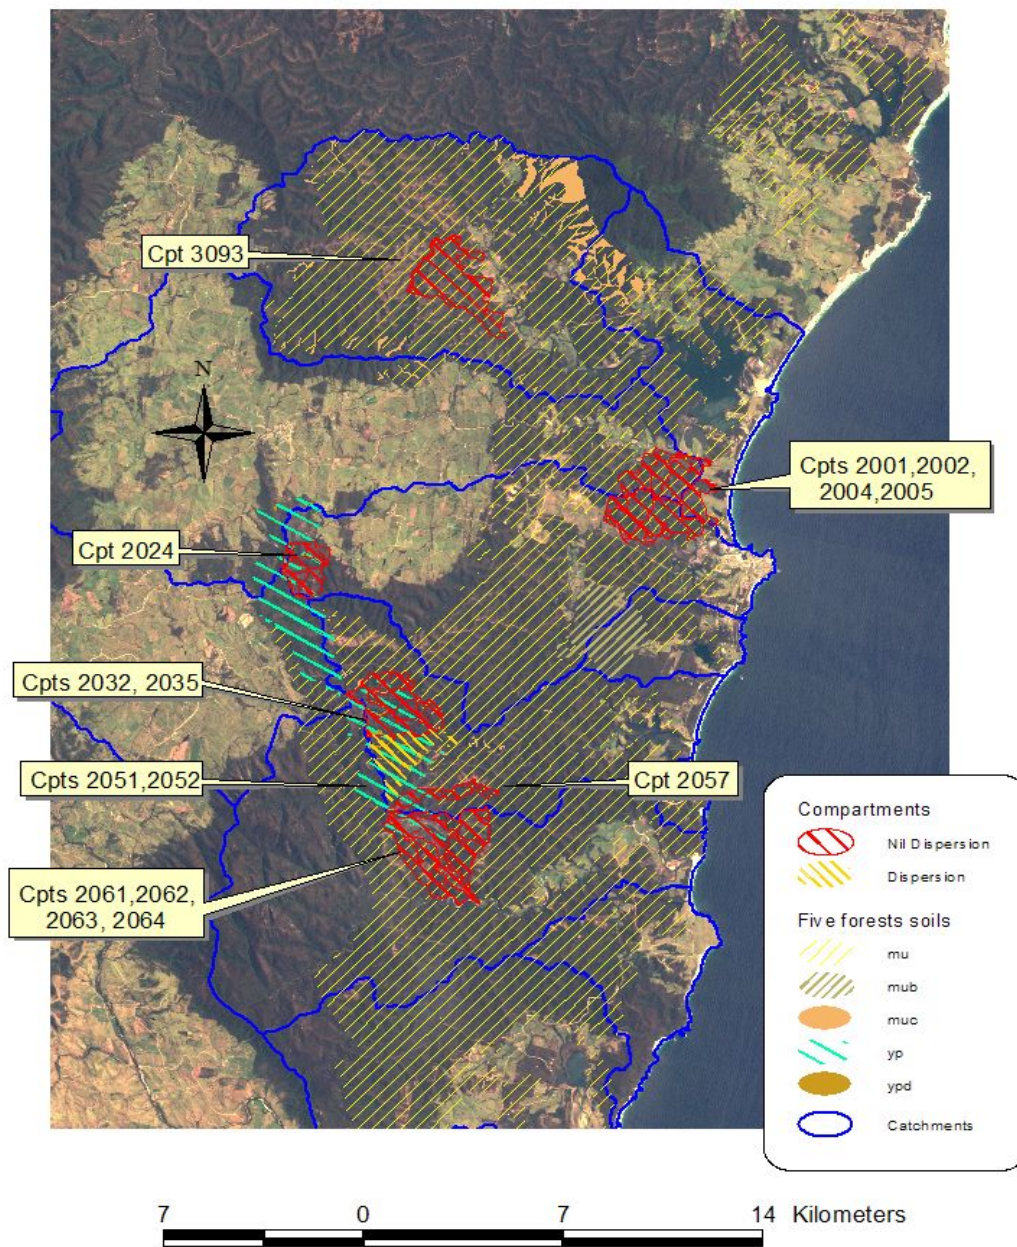 Cpt 3093
N
Cpts 2001,2002,
2004,2005
Cpt 2024
Cpts 2032, 2035
Cpts 2051,2052
Cpt 2057
Cpts 2061,2062,
2063, 2064
Compartments
Nil Dispersion
Dispersion
Five forests soils
mu
mub
muc
yp
ypd
Catchments
7 0 7 14 Kilometers